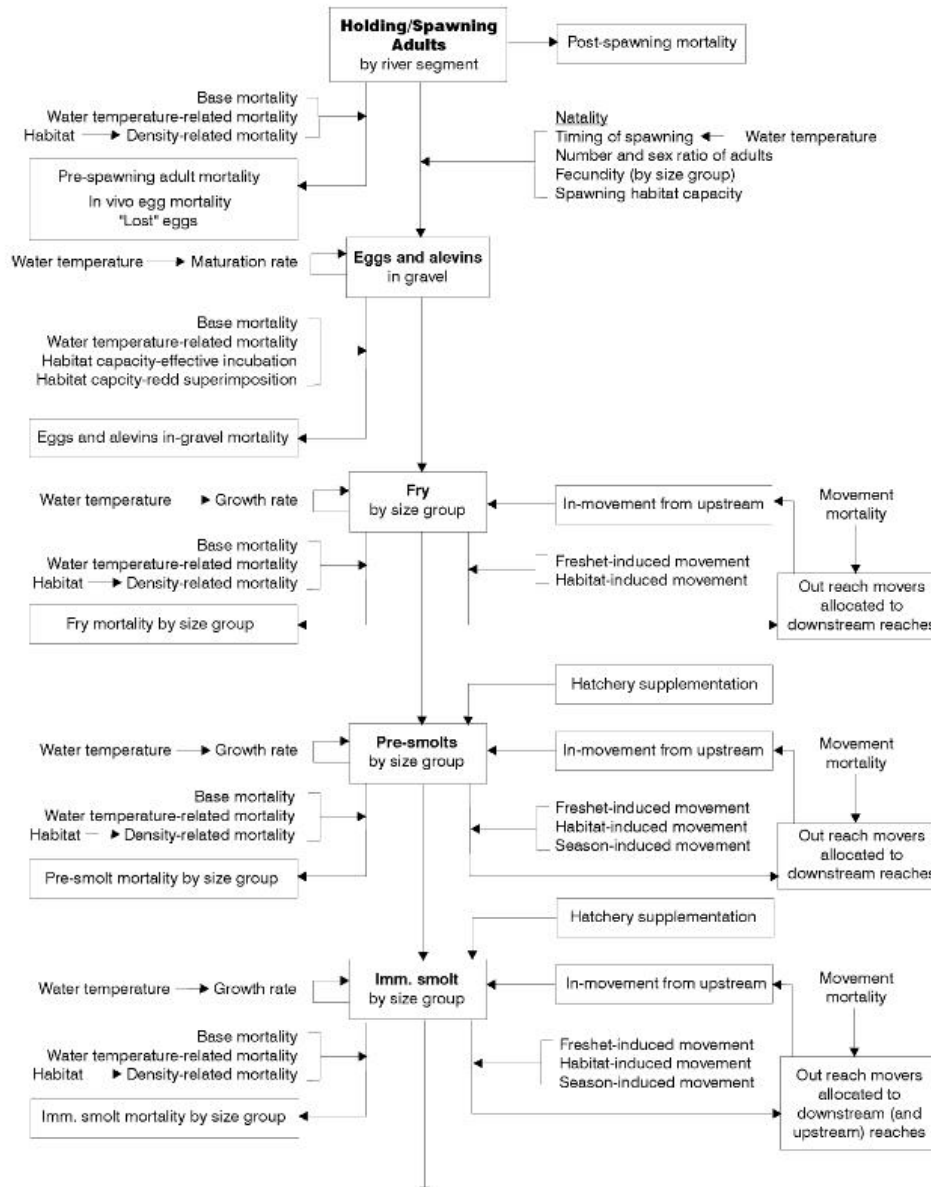 Holding/Spawning
Adults
by river segment
Post-spawning mortality
Base mortality
Water temperature-related mortality
Habitat Density-related mortality
Natality
Timing of spawning Water temperature
Number and sex ratio of adults
Fecundity (by size group)
Spawning habitat capacity
Pre-spawning adult mortality
In vivo egg mortality
"Lost" eggs
Water temperature Maturation rate
Eggs and alevins
in gravel
Base mortality
Water temperature-related mortality
Habitat capacity-effective incubation
Habitat capcity-redd superimposition
Eggs and alevins in-gravel mortality
Water temperature Growth rate
Fry
by size group
In-movement from upstream
Movement
mortality
Base mortality
Water temperature-related mortality
Habitat Density-related mortality
Freshet-induced movement
Habitat-induced movement
Out reach movers
allocated to
downstream reaches
Fry mortality by size group
Hatchery supplementation
Water temperature Growth rate
Pre-smolts
by size group
In-movement from upstream
Movement
mortality
Base mortality
Water temperature-related mortality
Habitat Density-related mortality
Freshet-induced movement
Habitat-induced movement
Season-induced movement
Out reach movers
allocated to
downstream reaches
Pre-smolt mortality by size group
Hatchery supplementation
Water temperature Growth rate
Imm. smolt
by size group
In-movement from upstream
Movement
mortality
Base mortality
Water temperature-related mortality
Habitat Density-related mortality
Freshet-induced movement
Habitat-induced movement
Season-induced movement
Out reach movers
allocated to
downstream (and
upstream) reaches
Imm. smolt mortality by size group